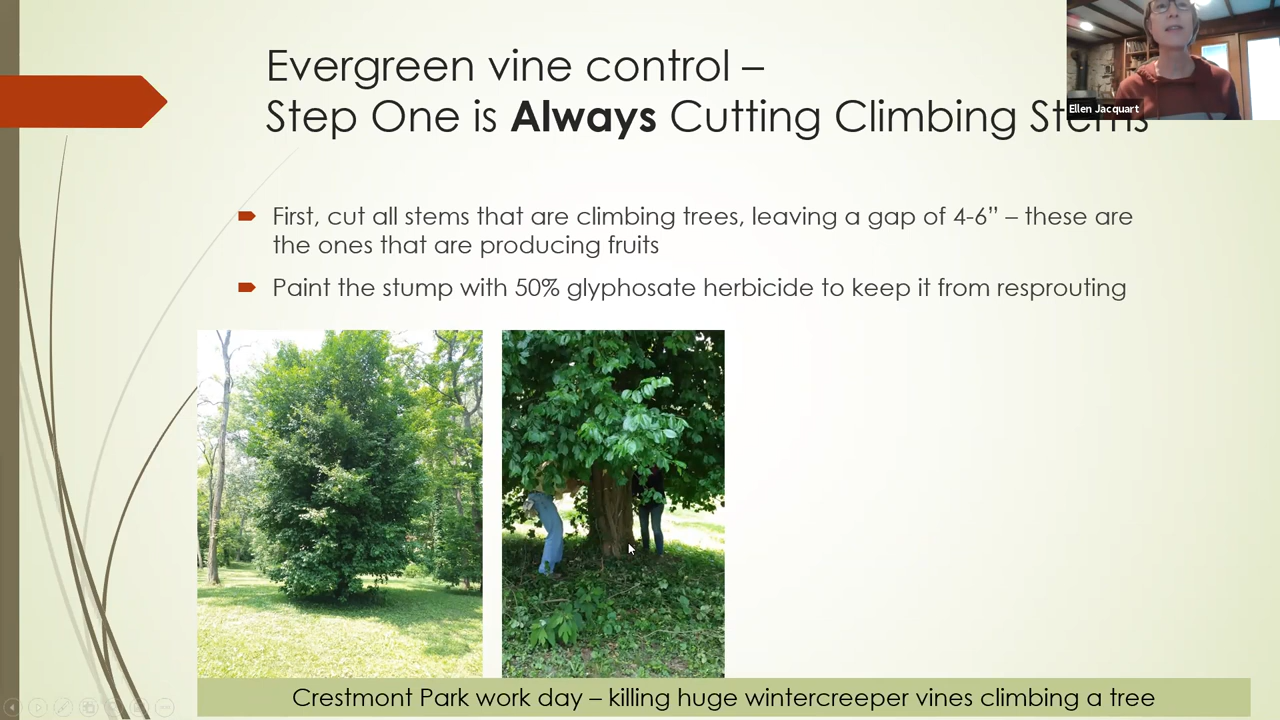 Evergreen vine control –
Step One is Always Cutting Climbing Stems
Ellen Jacquart
First, cut all stems that are climbing trees, leaving a gap of 4-6” – these are
the ones that are producing fruits
Paint the stump with 50% glyphosate herbicide to keep it from resprouting
Crestmont Park work day – killing huge wintercreeper vines climbing a tree